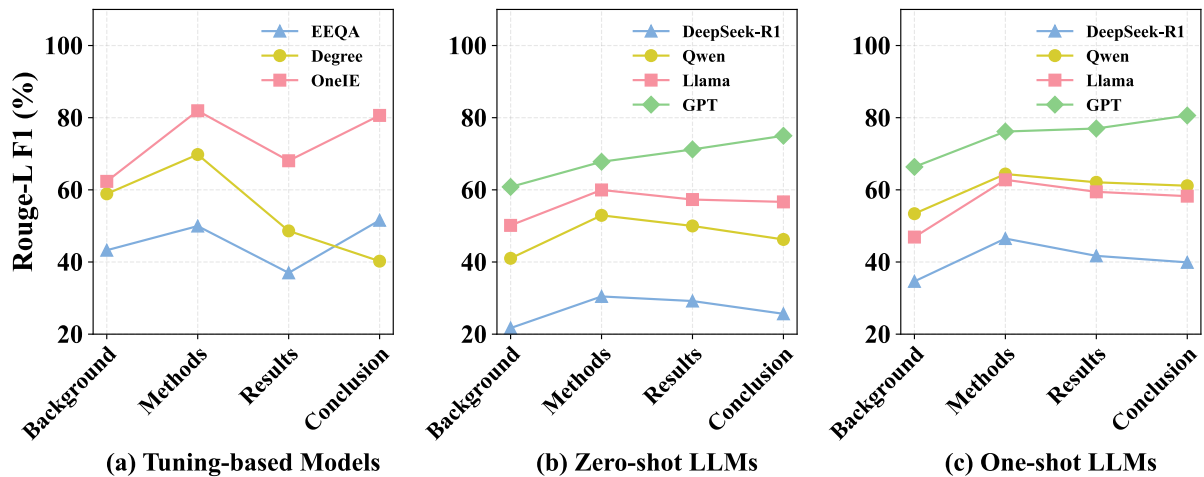 Rouge-L F1 (%)
100
80
60
40
20
EEQA
Degree
OneIE
Background
Methods
Results
Conclusion
(a) Tuning-based Models
100
80
60
40
20
DeepSeek-R1
Qwen
Llama
GPT
Background
Methods
Results
Conclusion
(b) Zero-shot LLMs
100
80
60
40
20
DeepSeek-R1
Qwen
Llama
GPT
Background
Methods
Results
Conclusion
(c) One-shot LLMs